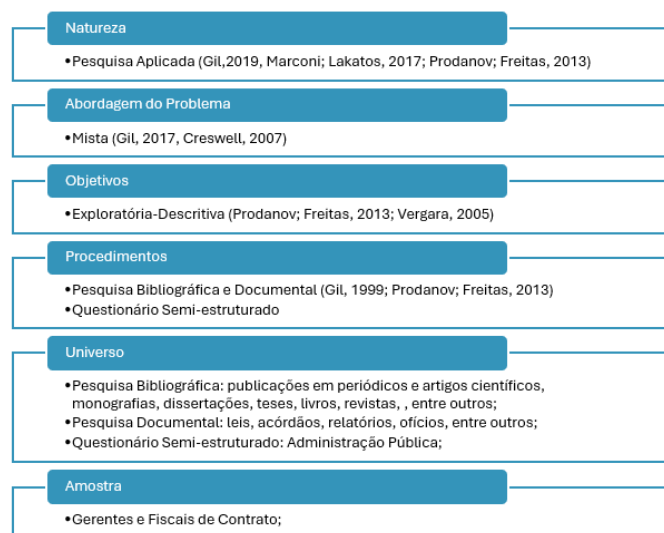 Natureza
•Pesquisa Aplicada (Gil,2019, Marconi; Lakatos, 2017; Prodanov; Freitas, 2013)
Abordagem do Problema
•Mista (Gil, 2017, Creswell, 2007)
Objetivos
•Exploratória-Descritiva (Prodanov; Freitas, 2013; Vergara, 2005)
Procedimentos
•Pesquisa Bibliográfica e Documental (Gil, 1999; Prodanov; Freitas, 2013)
•Questionário Semi-estruturado
Universo
•Pesquisa Bibliográfica: publicações em periódicos e artigos científicos,
monografias, dissertações, teses, livros, revistas, , entre outros;
•Pesquisa Documental: leis, acórdãos, relatórios, ofícios, entre outros;
•Questionário Semi-estruturado: Administração Pública;
Amostra
•Gerentes e Fiscais de Contrato;